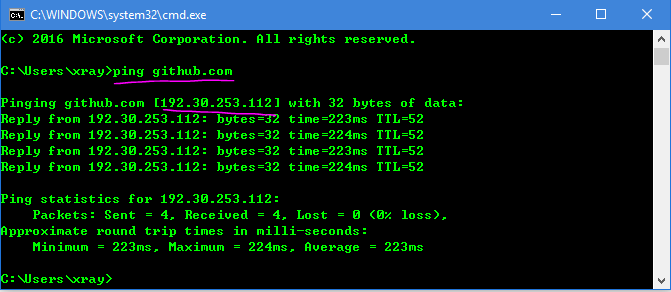 C:\WINDOWS\system32\cmd.exe
(c) 2016 Microsoft Corporation. All rights reserved.
C:\Users\xray>ping github.com
Pinging github.com [192.30.253.112] with 32 bytes of data:
Reply from 192.30.253.112: bytes=32 time=223ms TTL=52
Reply from 192.30.253.112: bytes=32 time=224ms TTL=52
Reply from 192.30.253.112: bytes=32 time=223ms TTL=52
Reply from 192.30.253.112: bytes=32 time=224ms TTL=52
Ping statistics for 192.30.253.112:
    Packets: Sent = 4, Received = 4, Lost = 0 (0% loss),
Approximate round trip times in milli-seconds:
    Minimum = 223ms, Maximum = 224ms, Average = 223ms
C:\Users\xray>